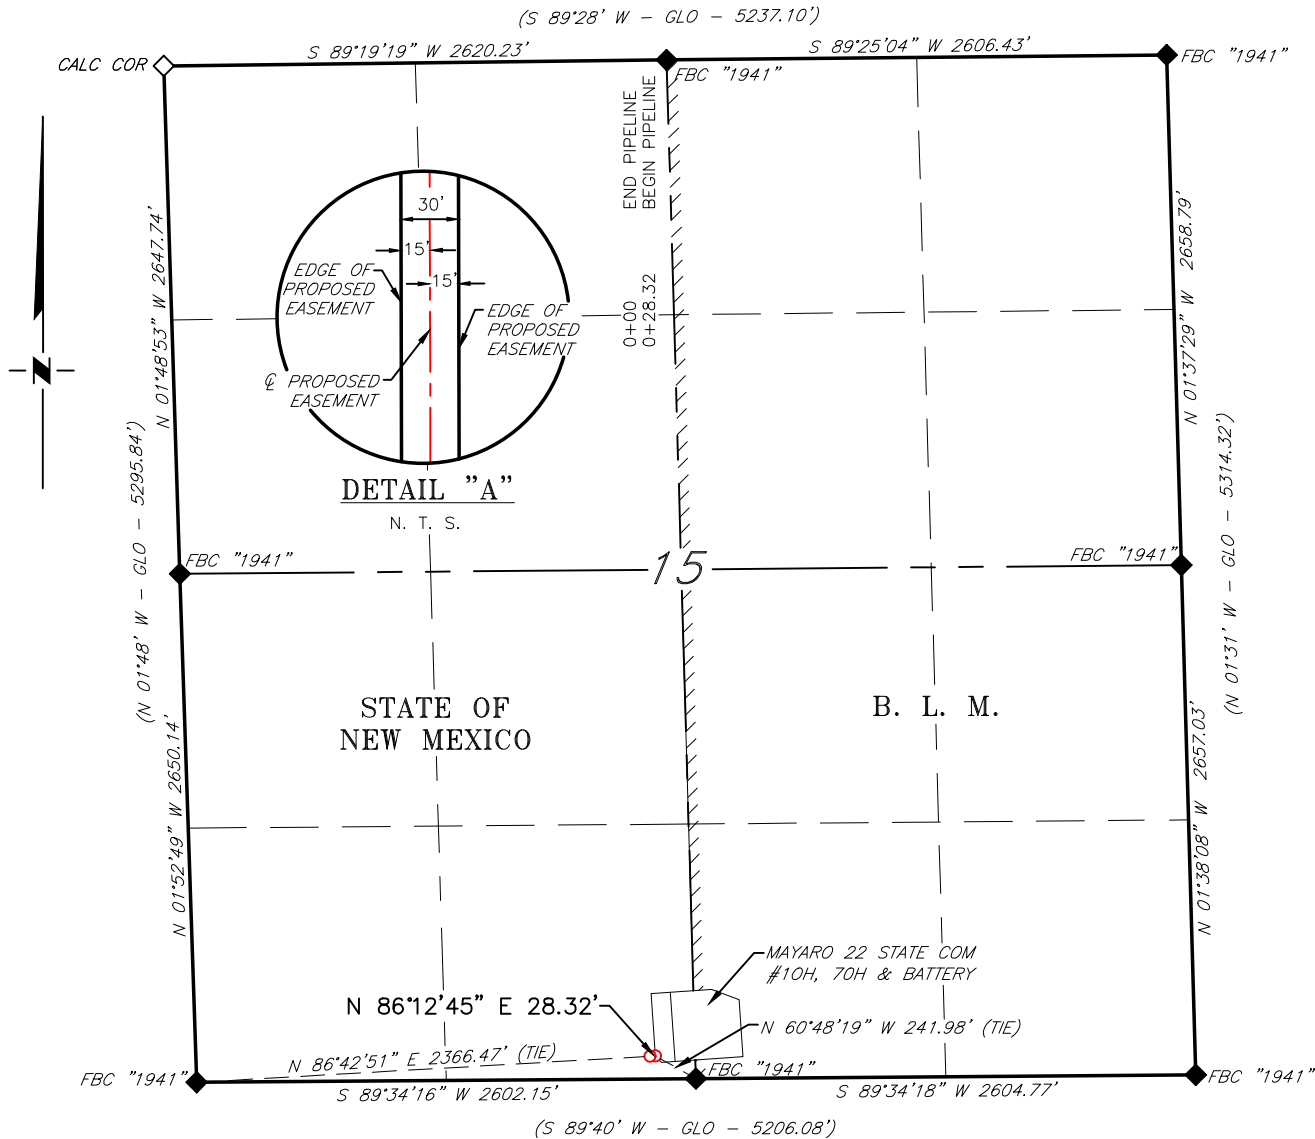 (S 89°28' W - GLO - 5237.10')
S 89°19'19" W 2620.23'
S 89°25'04" W 2606.43'
CALC COR
FBC "1941"
FBC "1941"
END PIPELINE
BEGIN PIPELINE
0+00
0+28.32
N 01°48'53" W 2647.74'
N 01°37'29" W 2658.79'
30'
15'
15'
EDGE OF
PROPOSED
EASEMENT
EDGE OF
PROPOSED
EASEMENT
℄ PROPOSED
EASEMENT
N
DETAIL "A"
N. T. S.
(N 01°48' W - GLO - 5295.84')
(N 01°31' W - GLO - 5314.32')
FBC "1941"
15
FBC "1941"
STATE OF
NEW MEXICO
B. L. M.
N 01°52'49" W 2650.14'
N 01°38'08" W 2657.03'
MAYARO 22 STATE COM
#10H, 70H & BATTERY
N 86°12'45" E 28.32'
N 60°48'19" W 241.98' (TIE)
N 86°42'51" E 2366.47' (TIE)
FBC "1941"
FBC "1941"
FBC "1941"
S 89°34'16" W 2602.15'
S 89°34'18" W 2604.77'
(S 89°40' W - GLO - 5206.08')